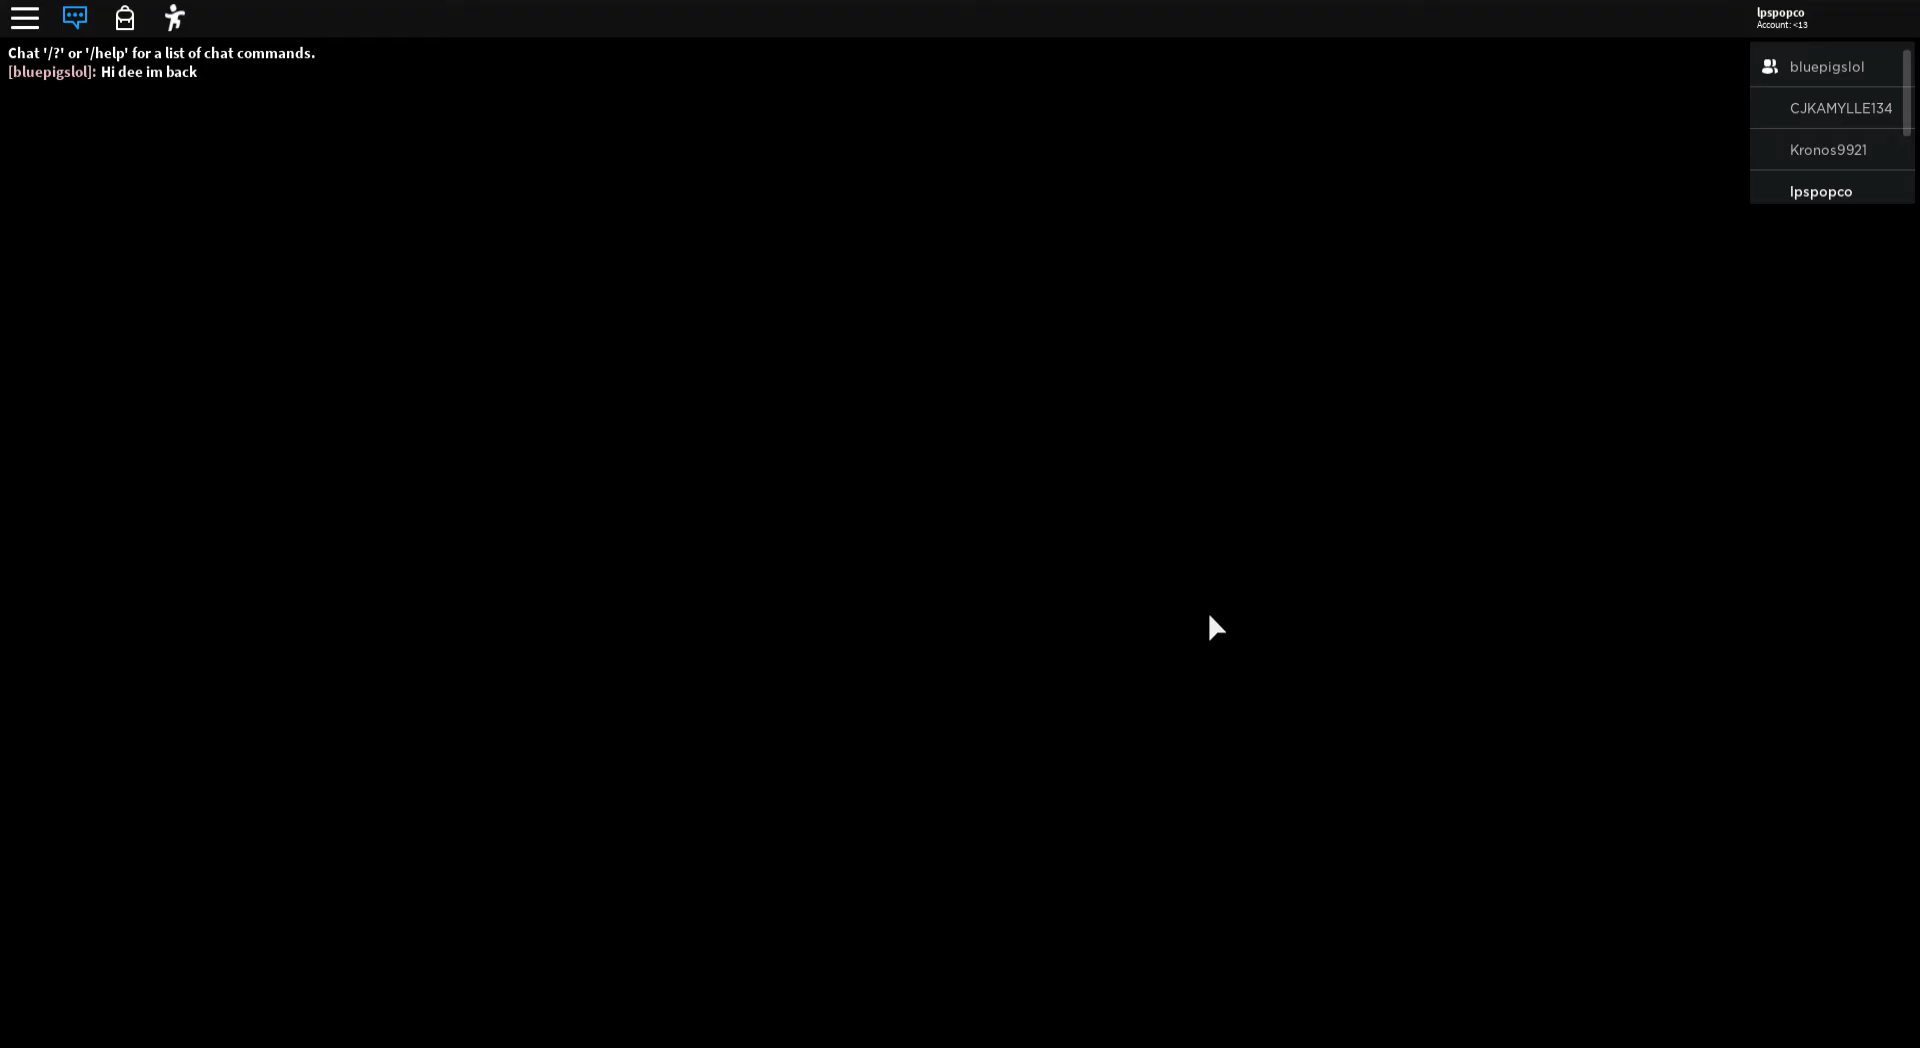 lpspopco
Account: <13
Chat '/?' or '/help' for a list of chat commands.
[bluepigslol]: Hi dee im back
bluepigslol
CJKAMYLLE134
Kronos9921
lpspopco